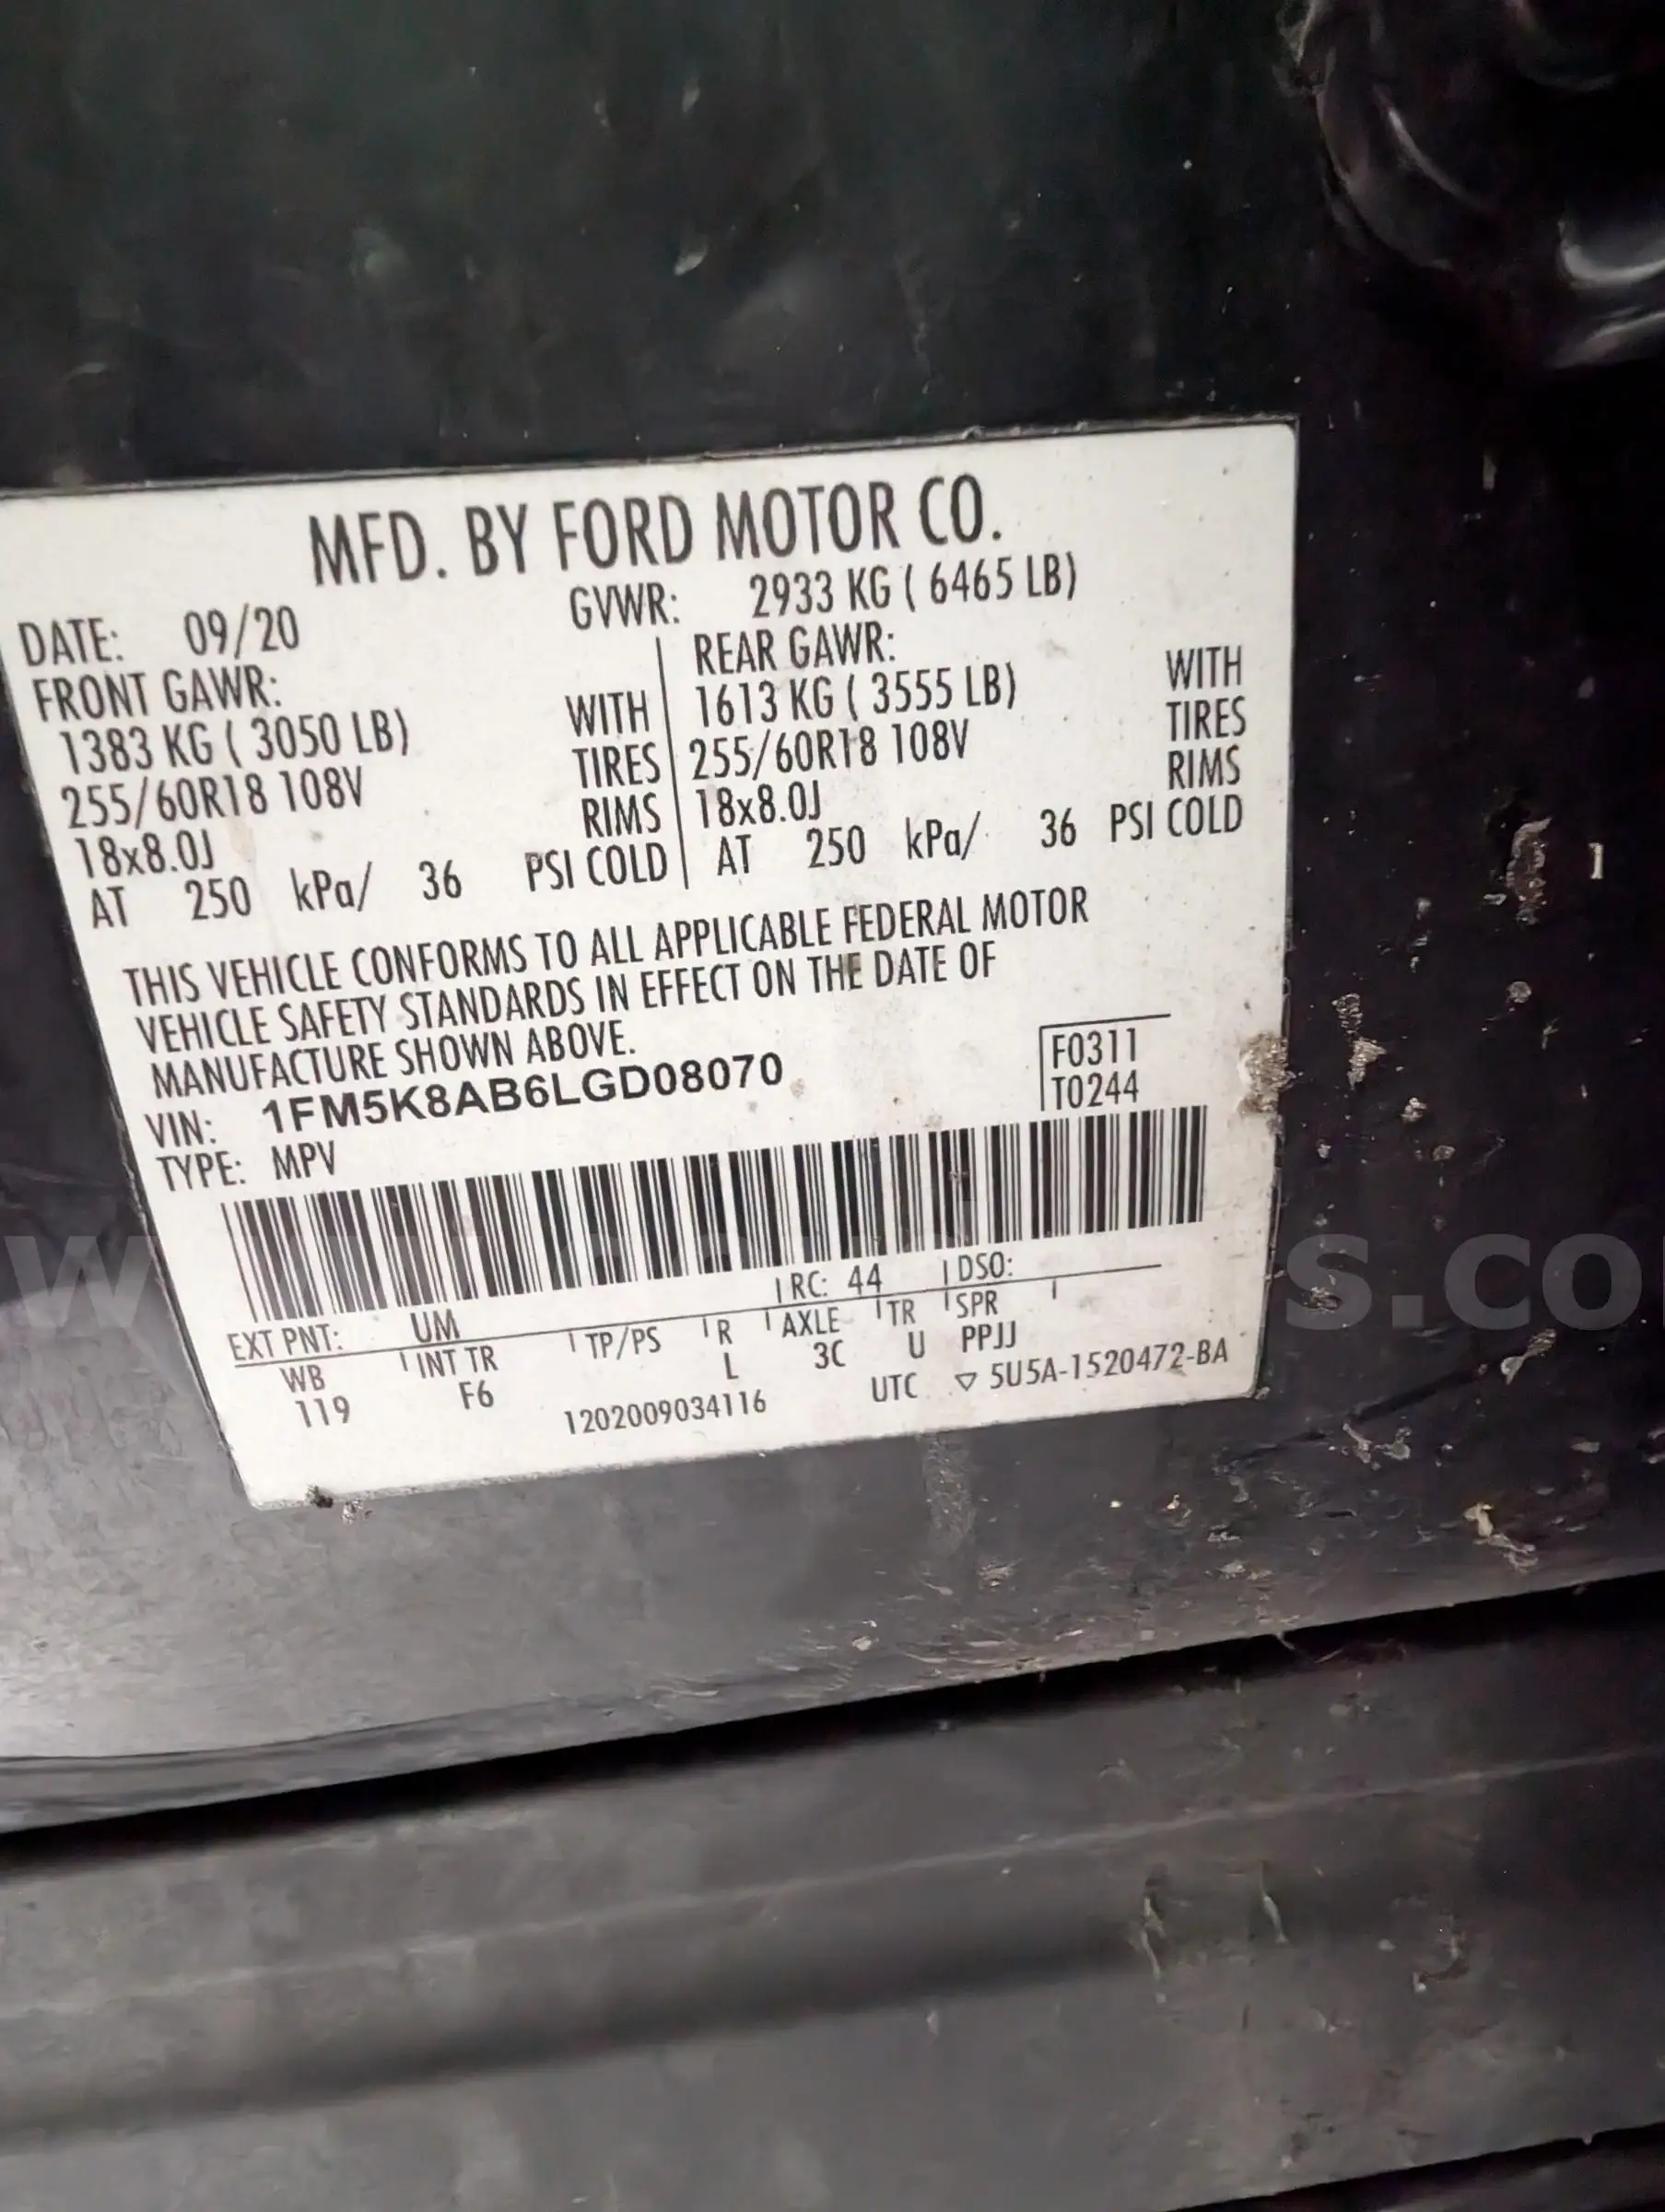 MFD. BY FORD MOTOR CO.
DATE: 09/20 GVWR: 2933 KG ( 6465 LB)
FRONT GAWR: REAR GAWR:
1383 KG ( 3050 LB) WITH 1613 KG ( 3555 LB) WITH
255/60R18 108V TIRES 255/60R18 108V TIRES
18x8.0J RIMS 18x8.0J RIMS
AT 250 kPa/ 36 PSI COLD AT 250 kPa/ 36 PSI COLD
THIS VEHICLE CONFORMS TO ALL APPLICABLE FEDERAL MOTOR
VEHICLE SAFETY STANDARDS IN EFFECT ON THE DATE OF
MANUFACTURE SHOWN ABOVE.
VIN: 1FM5K8AB6LGD08070 F0311
TYPE: MPV T0244
EXT PNT: UM RC: 44 DSO:
WB INT TR TP/PS R AXLE TR SPR
119 F6 L 3C U PPJJ
1202009034116 UTC ▽ 5U5A-1520472-BA